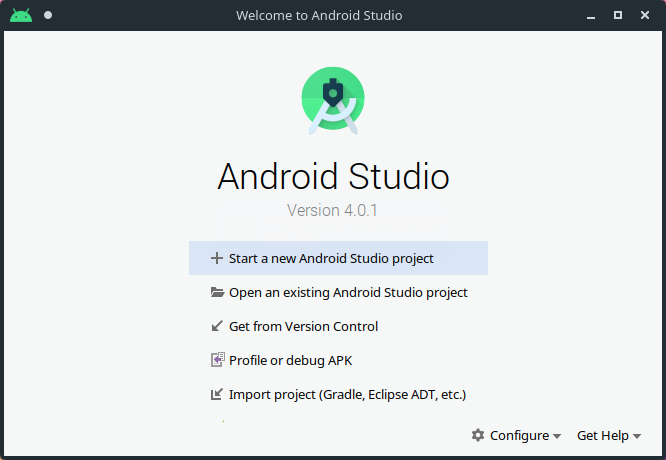 Welcome to Android Studio
Android Studio
Version 4.0.1
Start a new Android Studio project
Open an existing Android Studio project
Get from Version Control
Profile or debug APK
Import project (Gradle, Eclipse ADT, etc.)
Configure
Get Help